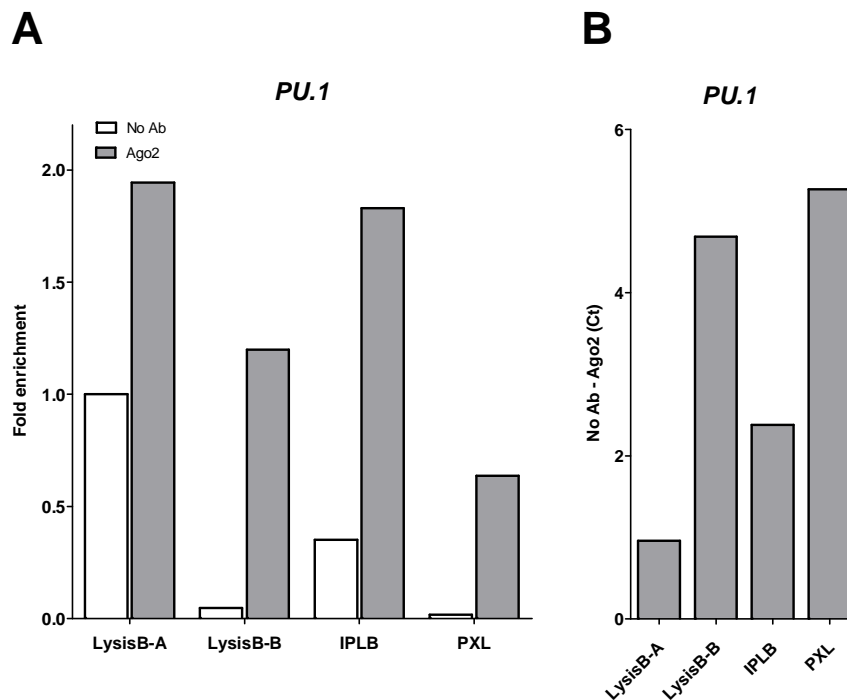 A
PU.1
No Ab
Ago2
Fold enrichment
2.0
1.5
1.0
0.5
0.0
LysisB-A
LysisB-B
IPLB
PXL
B
PU.1
No Ab - Ago2 (Ct)
6
4
2
0
LysisB-A
LysisB-B
IPLB
PXL